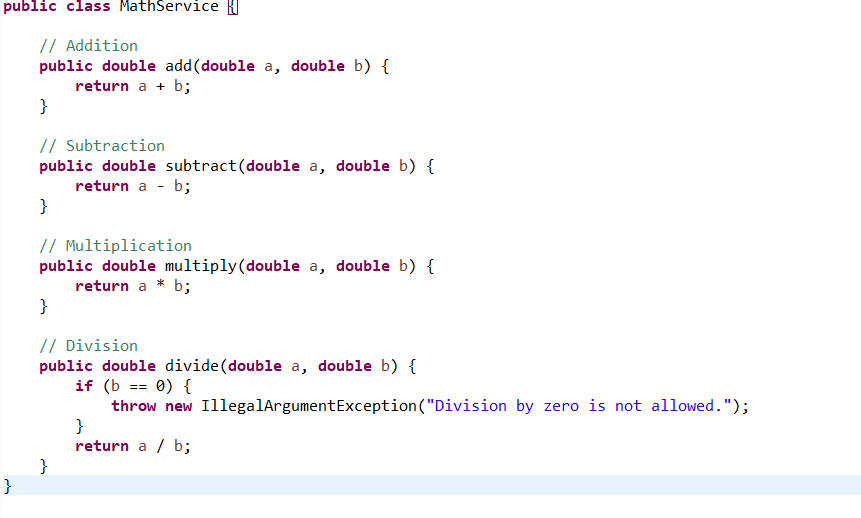 public class MathService {
// Addition
public double add(double a, double b) {
return a + b;
}
// Subtraction
public double subtract(double a, double b) {
return a - b;
}
// Multiplication
public double multiply(double a, double b) {
return a * b;
}
// Division
public double divide(double a, double b) {
if (b == 0) {
throw new IllegalArgumentException("Division by zero is not allowed.");
}
return a / b;
}
}